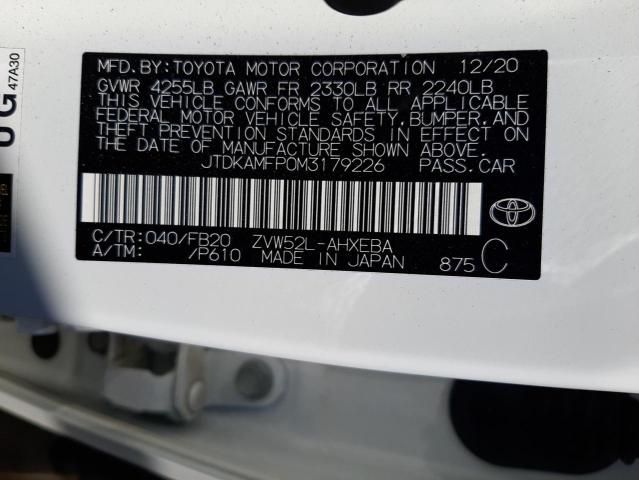 MFD.BY:TOYOTA MOTOR CORPORATION 12/20
GVWR 4255LB GAWR FR 2330LB RR 2240LB
THIS VEHICLE CONFORMS TO ALL APPLICABLE
FEDERAL MOTOR VEHICLE SAFETY,BUMPER,AND
THEFT PREVENTION STANDARDS IN EFFECT ON
THE DATE OF MANUFACTURE SHOWN ABOVE.
JTDKAMFP0M3179226 PASS.CAR
C/TR:040/FB20 ZVW52L-AHXEBA
A/TM: /P610 MADE IN JAPAN 875 C
47A30